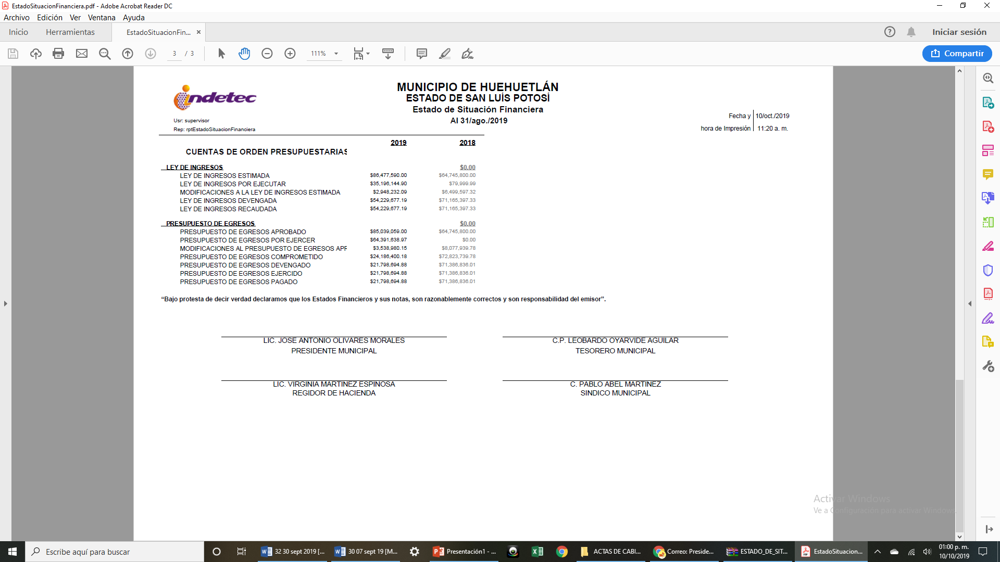 EstadoSituacionFinanciera.pdf - Adobe Acrobat Reader DC
Archivo Edición Ver Ventana Ayuda
Inicio Herramientas EstadoSituacionFin... × Iniciar sesión
3 / 3 111% Compartir
indetec
MUNICIPIO DE HUEHUETLÁN
ESTADO DE SAN LUÍS POTOSÍ
Estado de Situación Financiera
Al 31/ago./2019
Usr: supervisor
Rep: rptEstadoSituacionFinanciera
Fecha y 10/oct./2019
hora de Impresión 11:20 a. m.
2019 2018
CUENTAS DE ORDEN PRESUPUESTARIAS
LEY DE INGRESOS $0.00
LEY DE INGRESOS ESTIMADA $86,477,590.00 $64,745,800.00
LEY DE INGRESOS POR EJECUTAR $35,196,144.90 $79,999.99
MODIFICACIONES A LA LEY DE INGRESOS ESTIMADA $2,948,232.09 $6,499,597.32
LEY DE INGRESOS DEVENGADA $54,229,677.19 $71,165,397.33
LEY DE INGRESOS RECAUDADA $54,229,677.19 $71,165,397.33
PRESUPUESTO DE EGRESOS $0.00
PRESUPUESTO DE EGRESOS APROBADO $85,039,059.00 $64,745,800.00
PRESUPUESTO DE EGRESOS POR EJERCER $64,391,638.97 $0.00
MODIFICACIONES AL PRESUPUESTO DE EGRESOS APR $3,538,980.15 $8,077,939.78
PRESUPUESTO DE EGRESOS COMPROMETIDO $24,186,400.18 $72,823,739.78
PRESUPUESTO DE EGRESOS DEVENGADO $21,798,694.88 $71,386,836.01
PRESUPUESTO DE EGRESOS EJERCIDO $21,798,694.88 $71,386,836.01
PRESUPUESTO DE EGRESOS PAGADO $21,798,694.88 $71,386,836.01
“Bajo protesta de decir verdad declaramos que los Estados Financieros y sus notas, son razonablemente correctos y son responsabilidad del emisor”.
LIC. JOSE ANTONIO OLIVARES MORALES C.P. LEOBARDO OYARVIDE AGUILAR
PRESIDENTE MUNICIPAL TESORERO MUNICIPAL
LIC. VIRGINIA MARTINEZ ESPINOSA C. PABLO ABEL MARTINEZ
REGIDOR DE HACIENDA SINDICO MUNICIPAL
Activar Windows
Ve a Configuración para activar Windows.
Escribe aquí para buscar 32 30 sept 2019 [... 30 07 sept 19 [M... Presentación1 - ... ACTAS DE CABI... Correo: Preside... ESTADO_DE_SIT... EstadoSituacion... 01:00 p. m.
10/10/2019